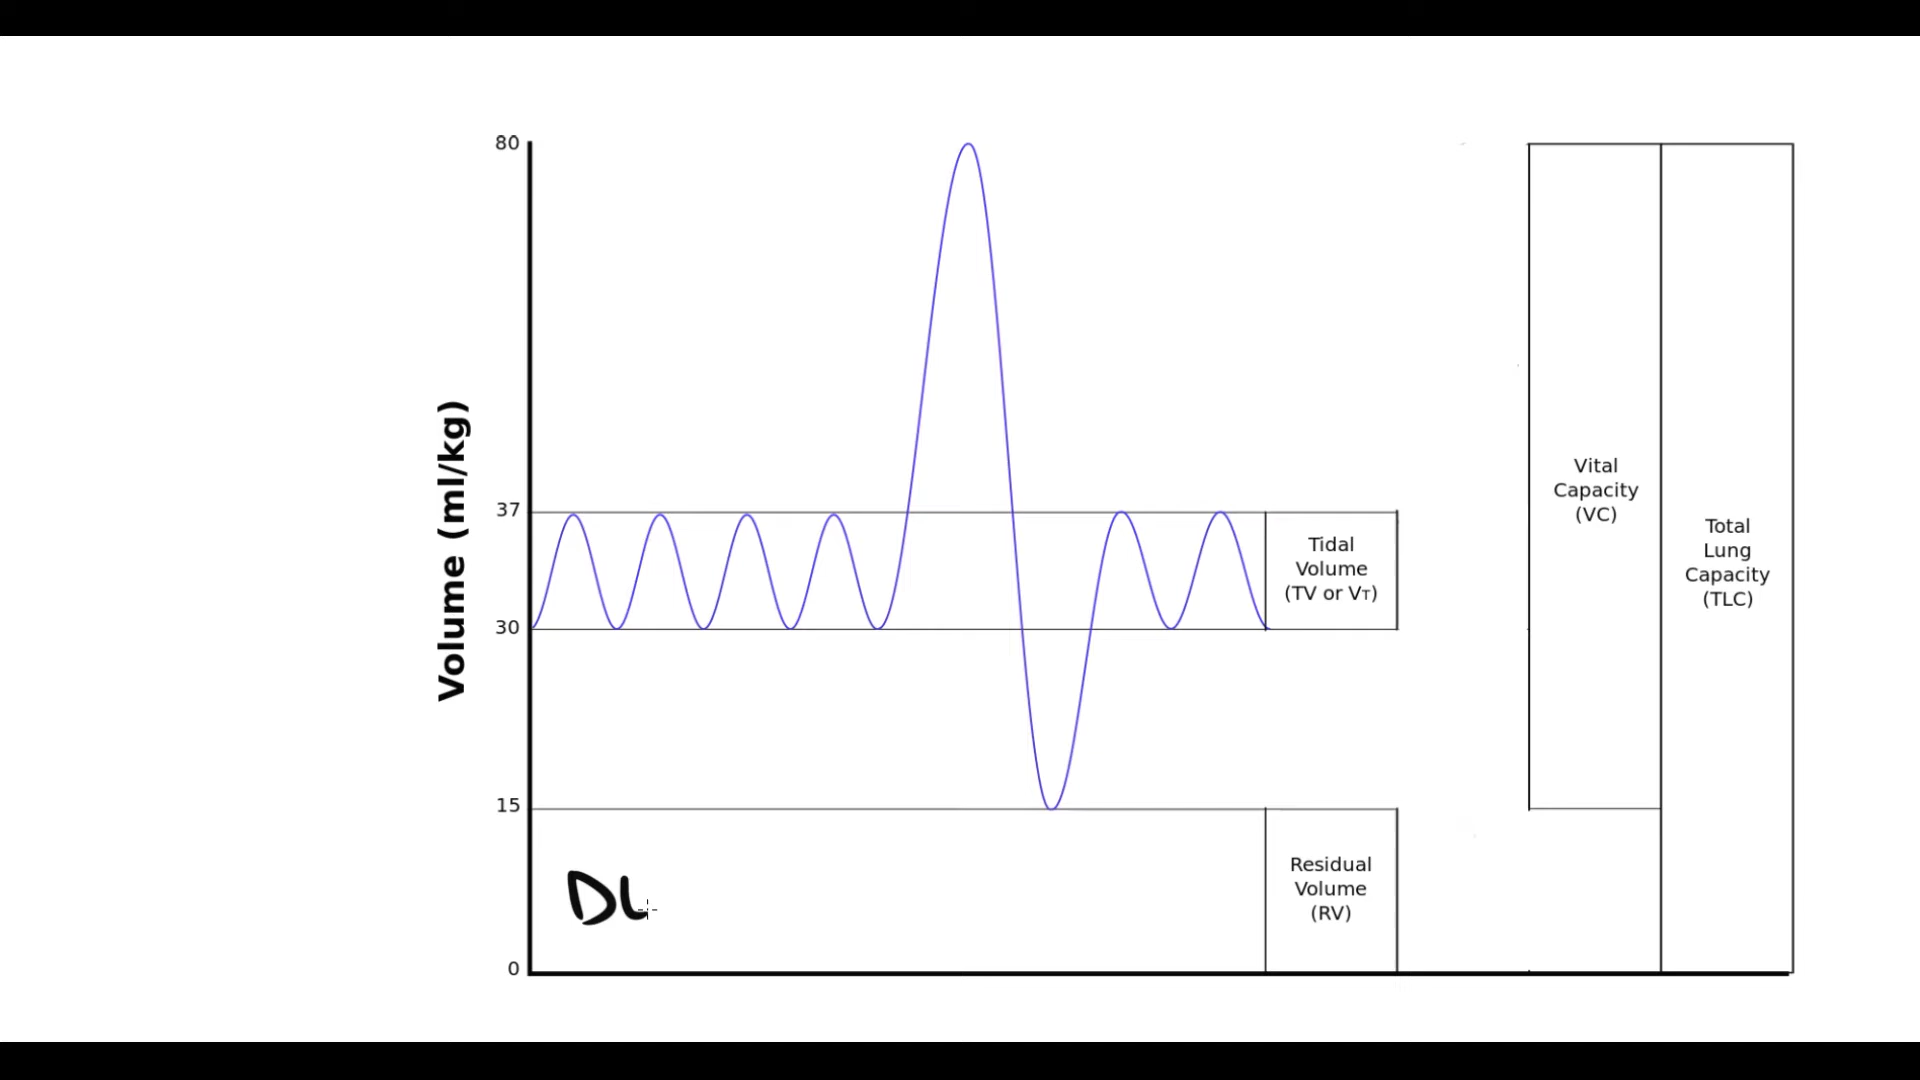 80
37
30
15
0
Volume (ml/kg)
Tidal
Volume
(TV or VT)
Residual
Volume
(RV)
Vital
Capacity
(VC)
Total
Lung
Capacity
(TLC)
DL